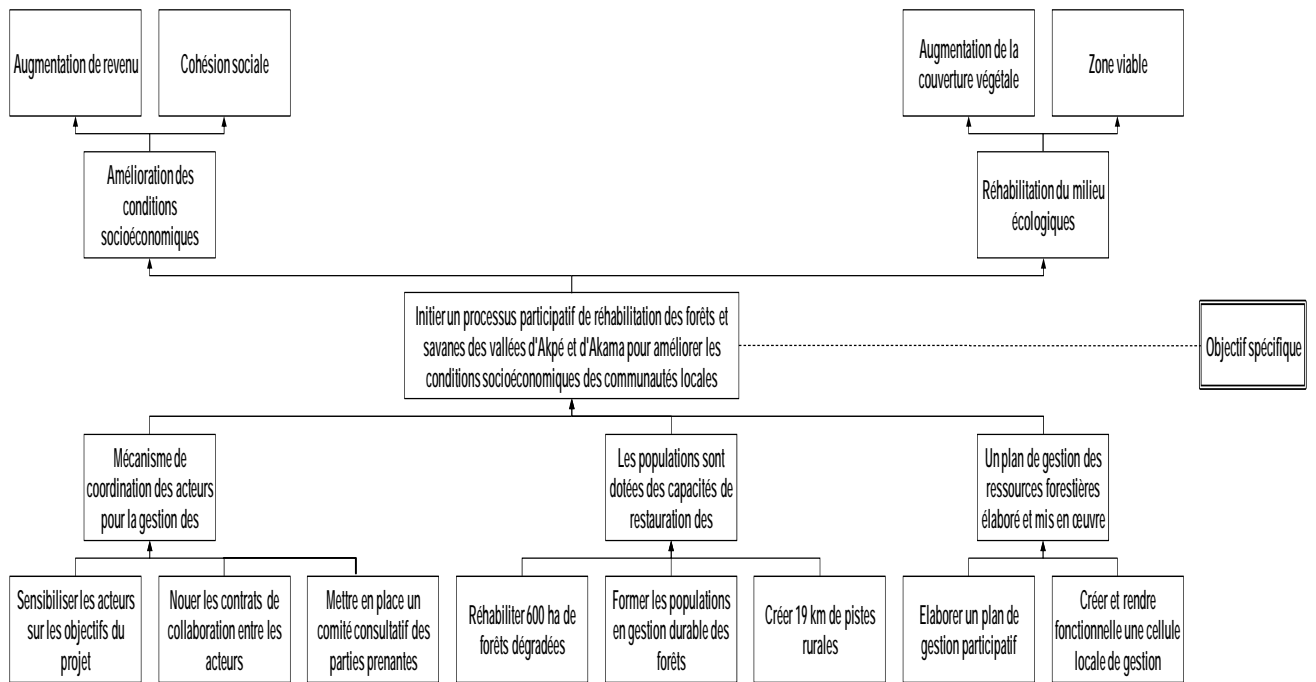 Augmentation de revenu
Cohésion sociale
Augmentation de la
couverture végétale
Zone viable
Amélioration des
conditions
socioéconomiques
Réhabilitation du milieu
écologiques
Initier un processus participatif de réhabilitation des forêts et
savanes des vallées d'Akpé et d'Akama pour améliorer les
conditions socioéconomiques des communautés locales
Objectif spécifique
Mécanisme de
coordination des acteurs
pour la gestion des
Les populations sont
dotées des capacités de
restauration des
Un plan de gestion des
ressources forestières
élaboré et mis en œuvre
Sensibiliser les acteurs
sur les objectifs du
projet
Nouer les contrats de
collaboration entre les
acteurs
Mettre en place un
comité consultatif des
parties prenantes
Réhabiliter 600 ha de
forêts dégradées
Former les populations
en gestion durable des
forêts
Créer 19 km de pistes
rurales
Elaborer un plan de
gestion participatif
Créer et rendre
fonctionnelle une cellule
locale de gestion